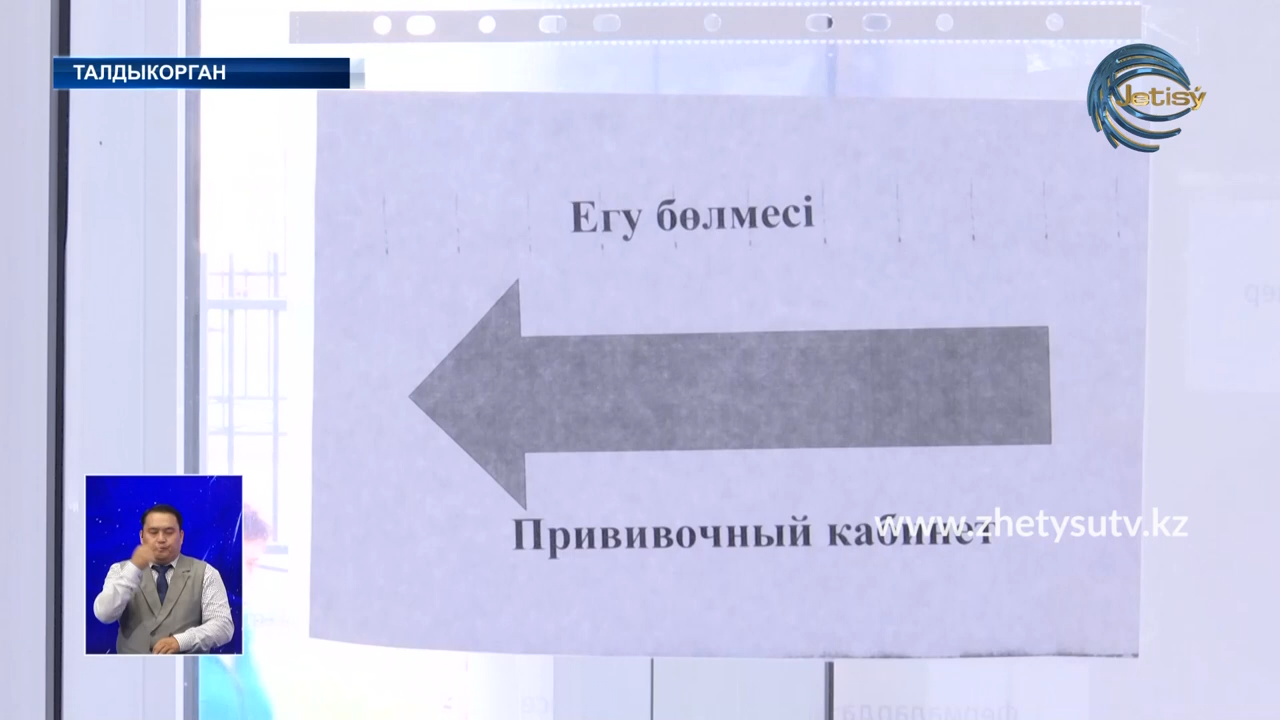 ТАЛДЫКОРГАН
Jetisý
Егу бөлмесі
Прививочный кабинет
www.zhetysutv.kz